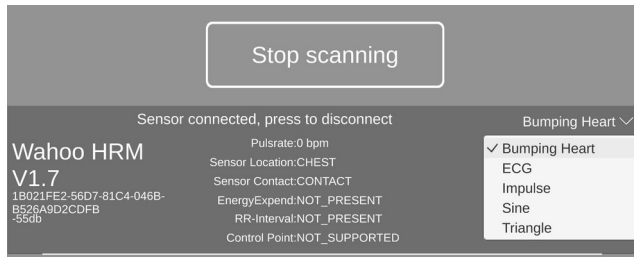 Stop scanning
Sensor connected, press to disconnect
Bumping Heart
Wahoo HRM
V1.7
1B021FE2-56D7-81C4-046B-
B526A9D2CDFB
-55db
Pulsrate:0 bpm
Sensor Location:CHEST
Sensor Contact:CONTACT
EnergyExpend:NOT_PRESENT
RR-Interval:NOT_PRESENT
Control Point:NOT_SUPPORTED
Bumping Heart
ECG
Impulse
Sine
Triangle